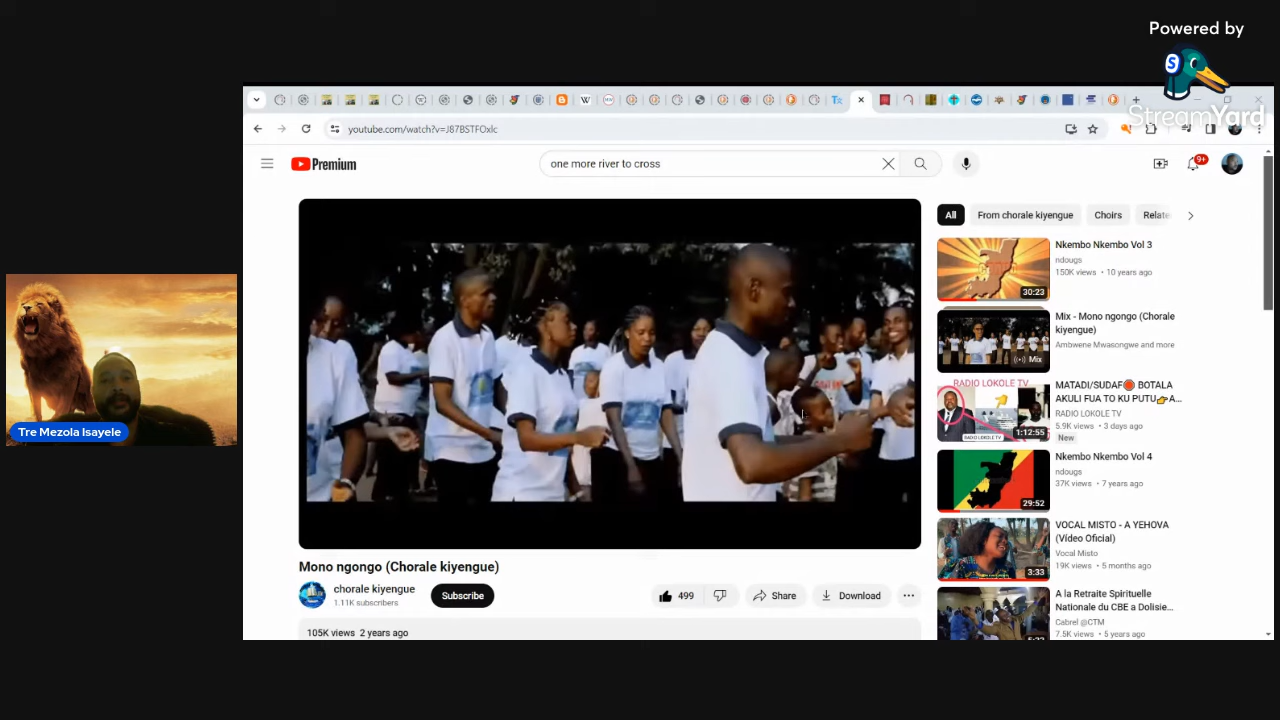 Powered by
StreamYard
youtube.com/watch?v=J87BSTFOxlc
Premium
one more river to cross
9+
All
From chorale kiyengue
Choirs
Relate
Nkembo Nkembo Vol 3
ndougs
150K views • 10 years ago
30:23
Mix - Mono ngongo (Chorale
kiyengue)
Ambwene Mwasongwe and more
Mix
RADIO LOKOLE TV
MATADI/SUDAF🔴 BOTALA
AKULI FUA TO KU PUTU👉A...
RADIO LOKOLE TV
5.9K views • 3 days ago
New
1:12:55
Nkembo Nkembo Vol 4
ndougs
37K views • 7 years ago
29:52
VOCAL MISTO - A YEHOVA
(Vídeo Oficial)
Vocal Misto
19K views • 5 months ago
3:33
A la Retraite Spirituelle
Nationale du CBE a Dolisie...
Cabrel @CTM
7.5K views • 5 years ago
Tre Mezola Isayele
Mono ngongo (Chorale kiyengue)
chorale kiyengue
1.11K subscribers
Subscribe
499
Share
Download
105K views 2 years ago